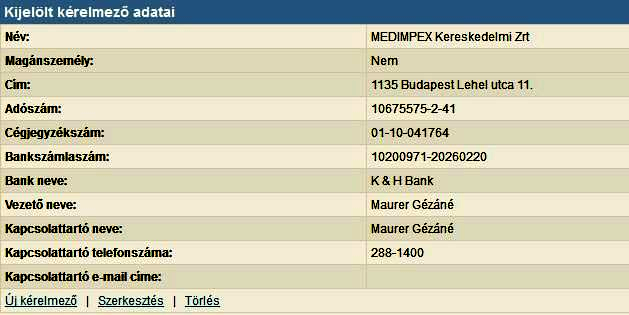 Kijelölt kérelmező adatai
Név: MEDIMPEX Kereskedelmi Zrt
Magánszemély: Nem
Cím: 1135 Budapest Lehel utca 11.
Adószám: 10675575-2-41
Cégjegyzékszám: 01-10-041764
Bankszámlaszám: 10200971-20260220
Bank neve: K & H Bank
Vezető neve: Maurer Gézáné
Kapcsolattartó neve: Maurer Gézáné
Kapcsolattartó telefonszáma: 288-1400
Kapcsolattartó e-mail címe:
Új kérelmező | Szerkesztés | Törlés